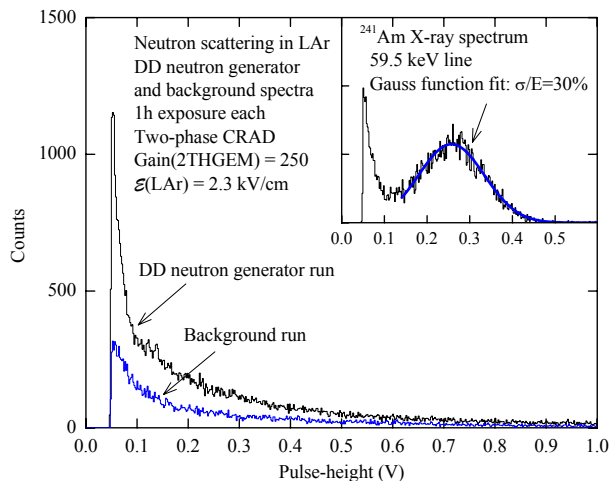 1500
1000
500
0
Counts
Neutron scattering in LAr
DD neutron generator
and background spectra
1h exposure each
Two-phase CRAD
Gain(2THGEM) = 250
ℰ(LAr) = 2.3 kV/cm
²⁴¹Am X-ray spectrum
59.5 keV line
Gauss function fit: σ/E=30%
0.0 0.1 0.2 0.3 0.4 0.5
DD neutron generator run
Background run
0.0 0.1 0.2 0.3 0.4 0.5 0.6 0.7 0.8 0.9 1.0
Pulse-height (V)